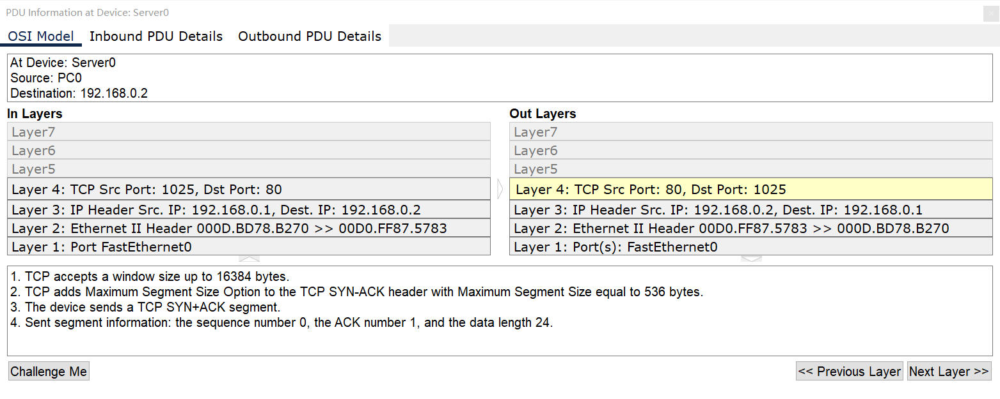 PDU Information at Device: Server0
OSI Model Inbound PDU Details Outbound PDU Details
At Device: Server0
Source: PC0
Destination: 192.168.0.2
In Layers
Layer7
Layer6
Layer5
Layer 4: TCP Src Port: 1025, Dst Port: 80
Layer 3: IP Header Src. IP: 192.168.0.1, Dest. IP: 192.168.0.2
Layer 2: Ethernet II Header 000D.BD78.B270 >> 00D0.FF87.5783
Layer 1: Port FastEthernet0
Out Layers
Layer7
Layer6
Layer5
Layer 4: TCP Src Port: 80, Dst Port: 1025
Layer 3: IP Header Src. IP: 192.168.0.2, Dest. IP: 192.168.0.1
Layer 2: Ethernet II Header 00D0.FF87.5783 >> 000D.BD78.B270
Layer 1: Port(s): FastEthernet0
1. TCP accepts a window size up to 16384 bytes.
2. TCP adds Maximum Segment Size Option to the TCP SYN-ACK header with Maximum Segment Size equal to 536 bytes.
3. The device sends a TCP SYN+ACK segment.
4. Sent segment information: the sequence number 0, the ACK number 1, and the data length 24.
Challenge Me << Previous Layer Next Layer >>